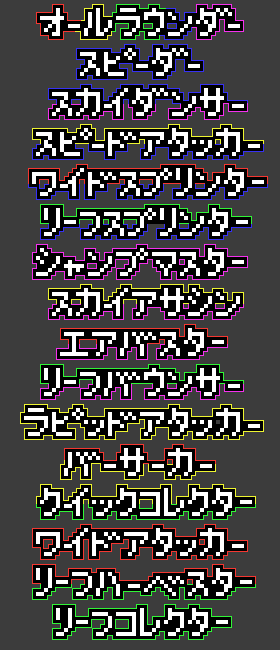 オールラウンダー
スピーダー
スカイダンサー
スピードアタッカー
ワイドスプリンター
リーフスプリンター
ジャンプマスター
スカイアサシン
エアバスター
リーフバウンサー
ラピッドアタッカー
バーサーカー
クイックコレクター
ワイドアタッカー
リーフハーベスター
リーフコレクター